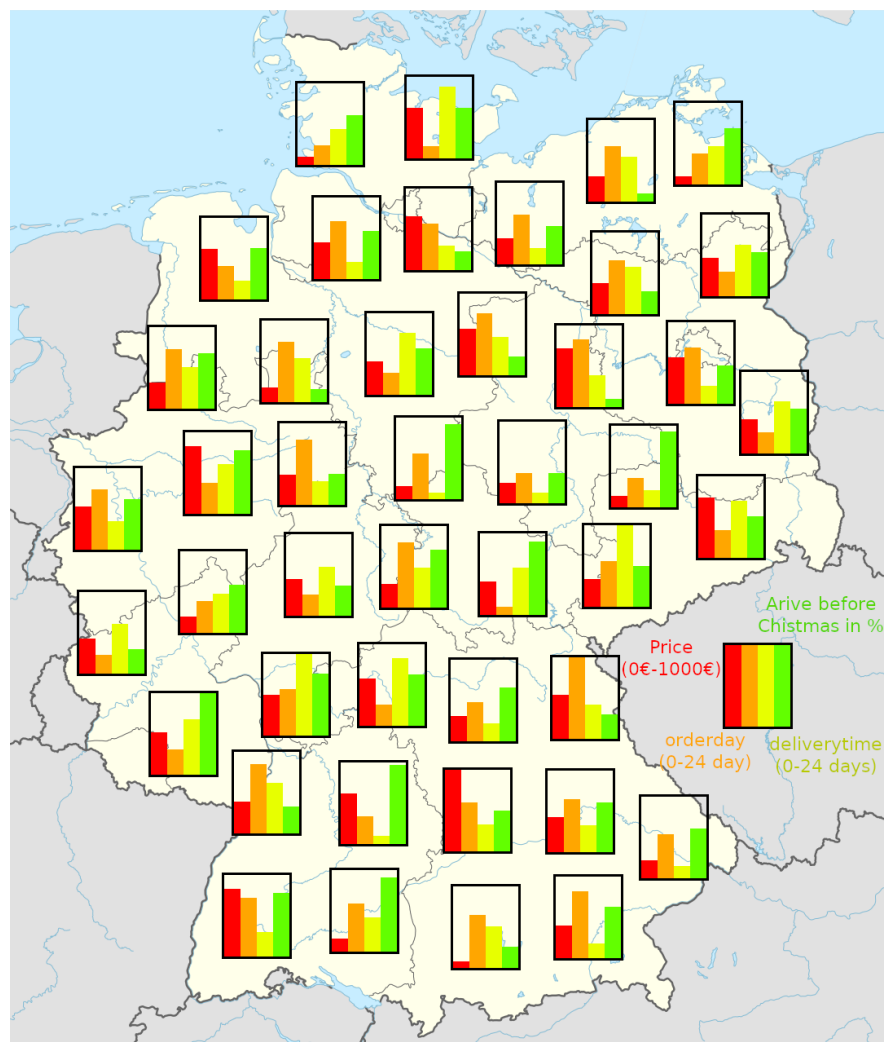 Arive before
Chistmas in %
Price
(0€-1000€)
orderday
(0-24 day)
deliverytime
(0-24 days)